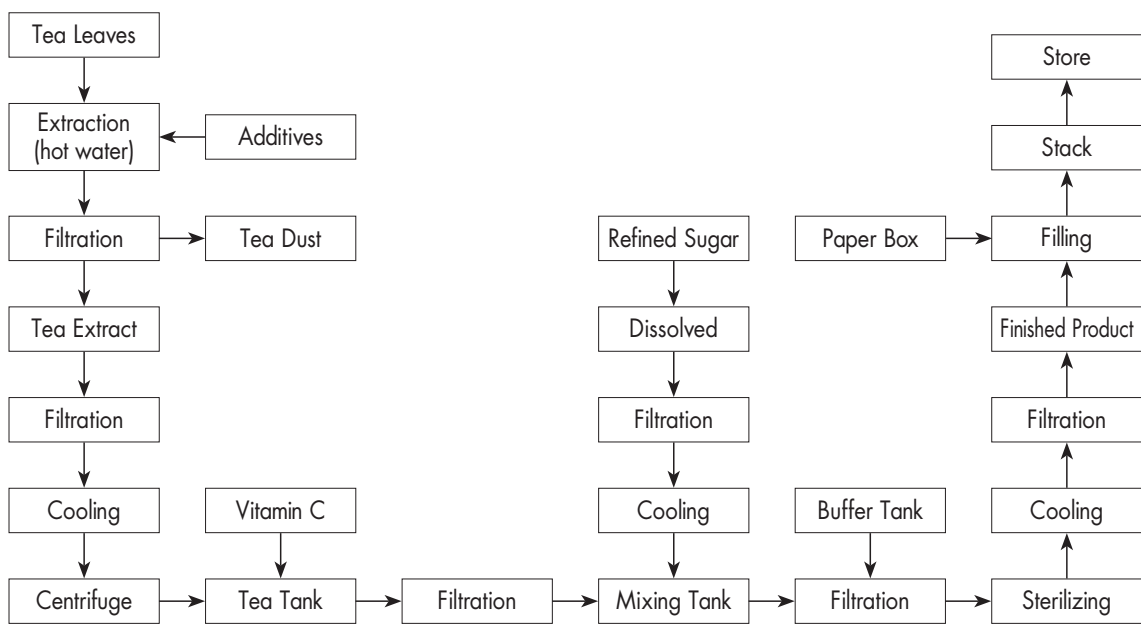 Tea Leaves
Store
Extraction
(hot water)
Additives
Stack
Filtration
Tea Dust
Refined Sugar
Paper Box
Filling
Tea Extract
Dissolved
Finished Product
Filtration
Filtration
Filtration
Cooling
Vitamin C
Cooling
Buffer Tank
Cooling
Centrifuge
Tea Tank
Filtration
Mixing Tank
Filtration
Sterilizing